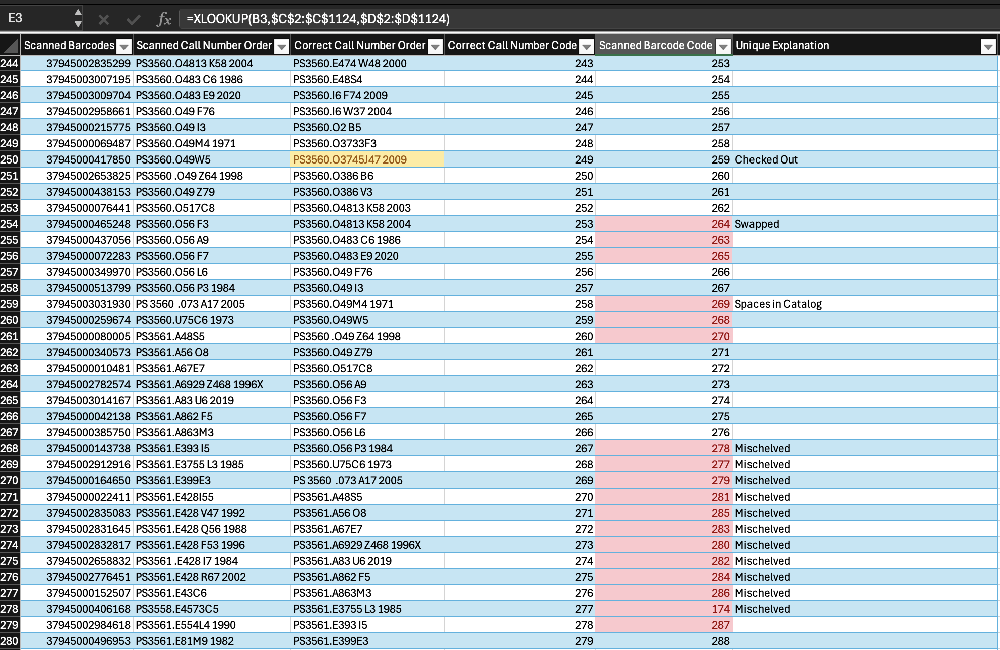 E3 fx =XLOOKUP(B3,$C$2:$C$1124,$D$2:$D$1124)
Scanned Barcodes Scanned Call Number Order Correct Call Number Order Correct Call Number Code Scanned Barcode Code Unique Explanation
244 37945002835299 PS3560.O4813 K58 2004 PS3560.E474 W48 2000 243 253
245 37945003007195 PS3560.O483 C6 1986 PS3560.E48S4 244 254
246 37945003009704 PS3560.O483 E9 2020 PS3560.I6 F74 2009 245 255
247 37945002958661 PS3560.O49 F76 PS3560.I6 W37 2004 246 256
248 37945000215775 PS3560.O49 I3 PS3560.O2 B5 247 257
249 37945000069487 PS3560.O49M4 1971 PS3560.O3733F3 248 258
250 37945000417850 PS3560.O49W5 PS3560.O3745J47 2009 249 259 Checked Out
251 37945002653825 PS3560 .O49 Z64 1998 PS3560.O386 B6 250 260
252 37945000438153 PS3560.O49 Z79 PS3560.O386 V3 251 261
253 37945000076441 PS3560.O517C8 PS3560.O4813 K58 2003 252 262
254 37945000465248 PS3560.O56 F3 PS3560.O4813 K58 2004 253 264 Swapped
255 37945000437056 PS3560.O56 A9 PS3560.O483 C6 1986 254 263
256 37945000072283 PS3560.O56 F7 PS3560.O483 E9 2020 255 265
257 37945000349970 PS3560.O56 L6 PS3560.O49 F76 256 266
258 37945000513799 PS3560.O56 P3 1984 PS3560.O49 I3 257 267
259 37945003031930 PS 3560  .073 A17 2005 PS3560.O49M4 1971 258 269 Spaces in Catalog
260 37945000259674 PS3560.U75C6 1973 PS3560.O49W5 259 268
261 37945000080005 PS3561.A48S5 PS3560 .O49 Z64 1998 260 270
262 37945000340573 PS3561.A56 O8 PS3560.O49 Z79 261 271
263 37945000010481 PS3561.A67E7 PS3560.O517C8 262 272
264 37945002782574 PS3561.A6929 Z468 1996X PS3560.O56 A9 263 273
265 37945003014167 PS3561.A83 U6 2019 PS3560.O56 F3 264 274
266 37945000042138 PS3561.A862 F5 PS3560.O56 F7 265 275
267 37945000385750 PS3561.A863M3 PS3560.O56 L6 266 276
268 37945000143738 PS3561.E393 I5 PS3560.O56 P3 1984 267 278 Mischelved
269 37945002912916 PS3561.E3755 L3 1985 PS3560.U75C6 1973 268 277 Mischelved
270 37945000164650 PS3561.E399E3 PS 3560  .073 A17 2005 269 279 Mischelved
271 37945000022411 PS3561.E428I55 PS3561.A48S5 270 281 Mischelved
272 37945002835083 PS3561.E428 V47 1992 PS3561.A56 O8 271 285 Mischelved
273 37945002831645 PS3561.E428 Q56 1988 PS3561.A67E7 272 283 Mischelved
274 37945002832817 PS3561.E428 F53 1996 PS3561.A6929 Z468 1996X 273 280 Mischelved
275 37945002658832 PS3561 .E428 I7 1984 PS3561.A83 U6 2019 274 282 Mischelved
276 37945002776451 PS3561.E428 R67 2002 PS3561.A862 F5 275 284 Mischelved
277 37945000152507 PS3561.E43C6 PS3561.A863M3 276 286 Mischelved
278 37945000406168 PS3558.E4573C5 PS3561.E3755 L3 1985 277 174 Mischelved
279 37945002984618 PS3561.E554L4 1990 PS3561.E393 I5 278 287
280 37945000496953 PS3561.E81M9 1982 PS3561.E399E3 279 288